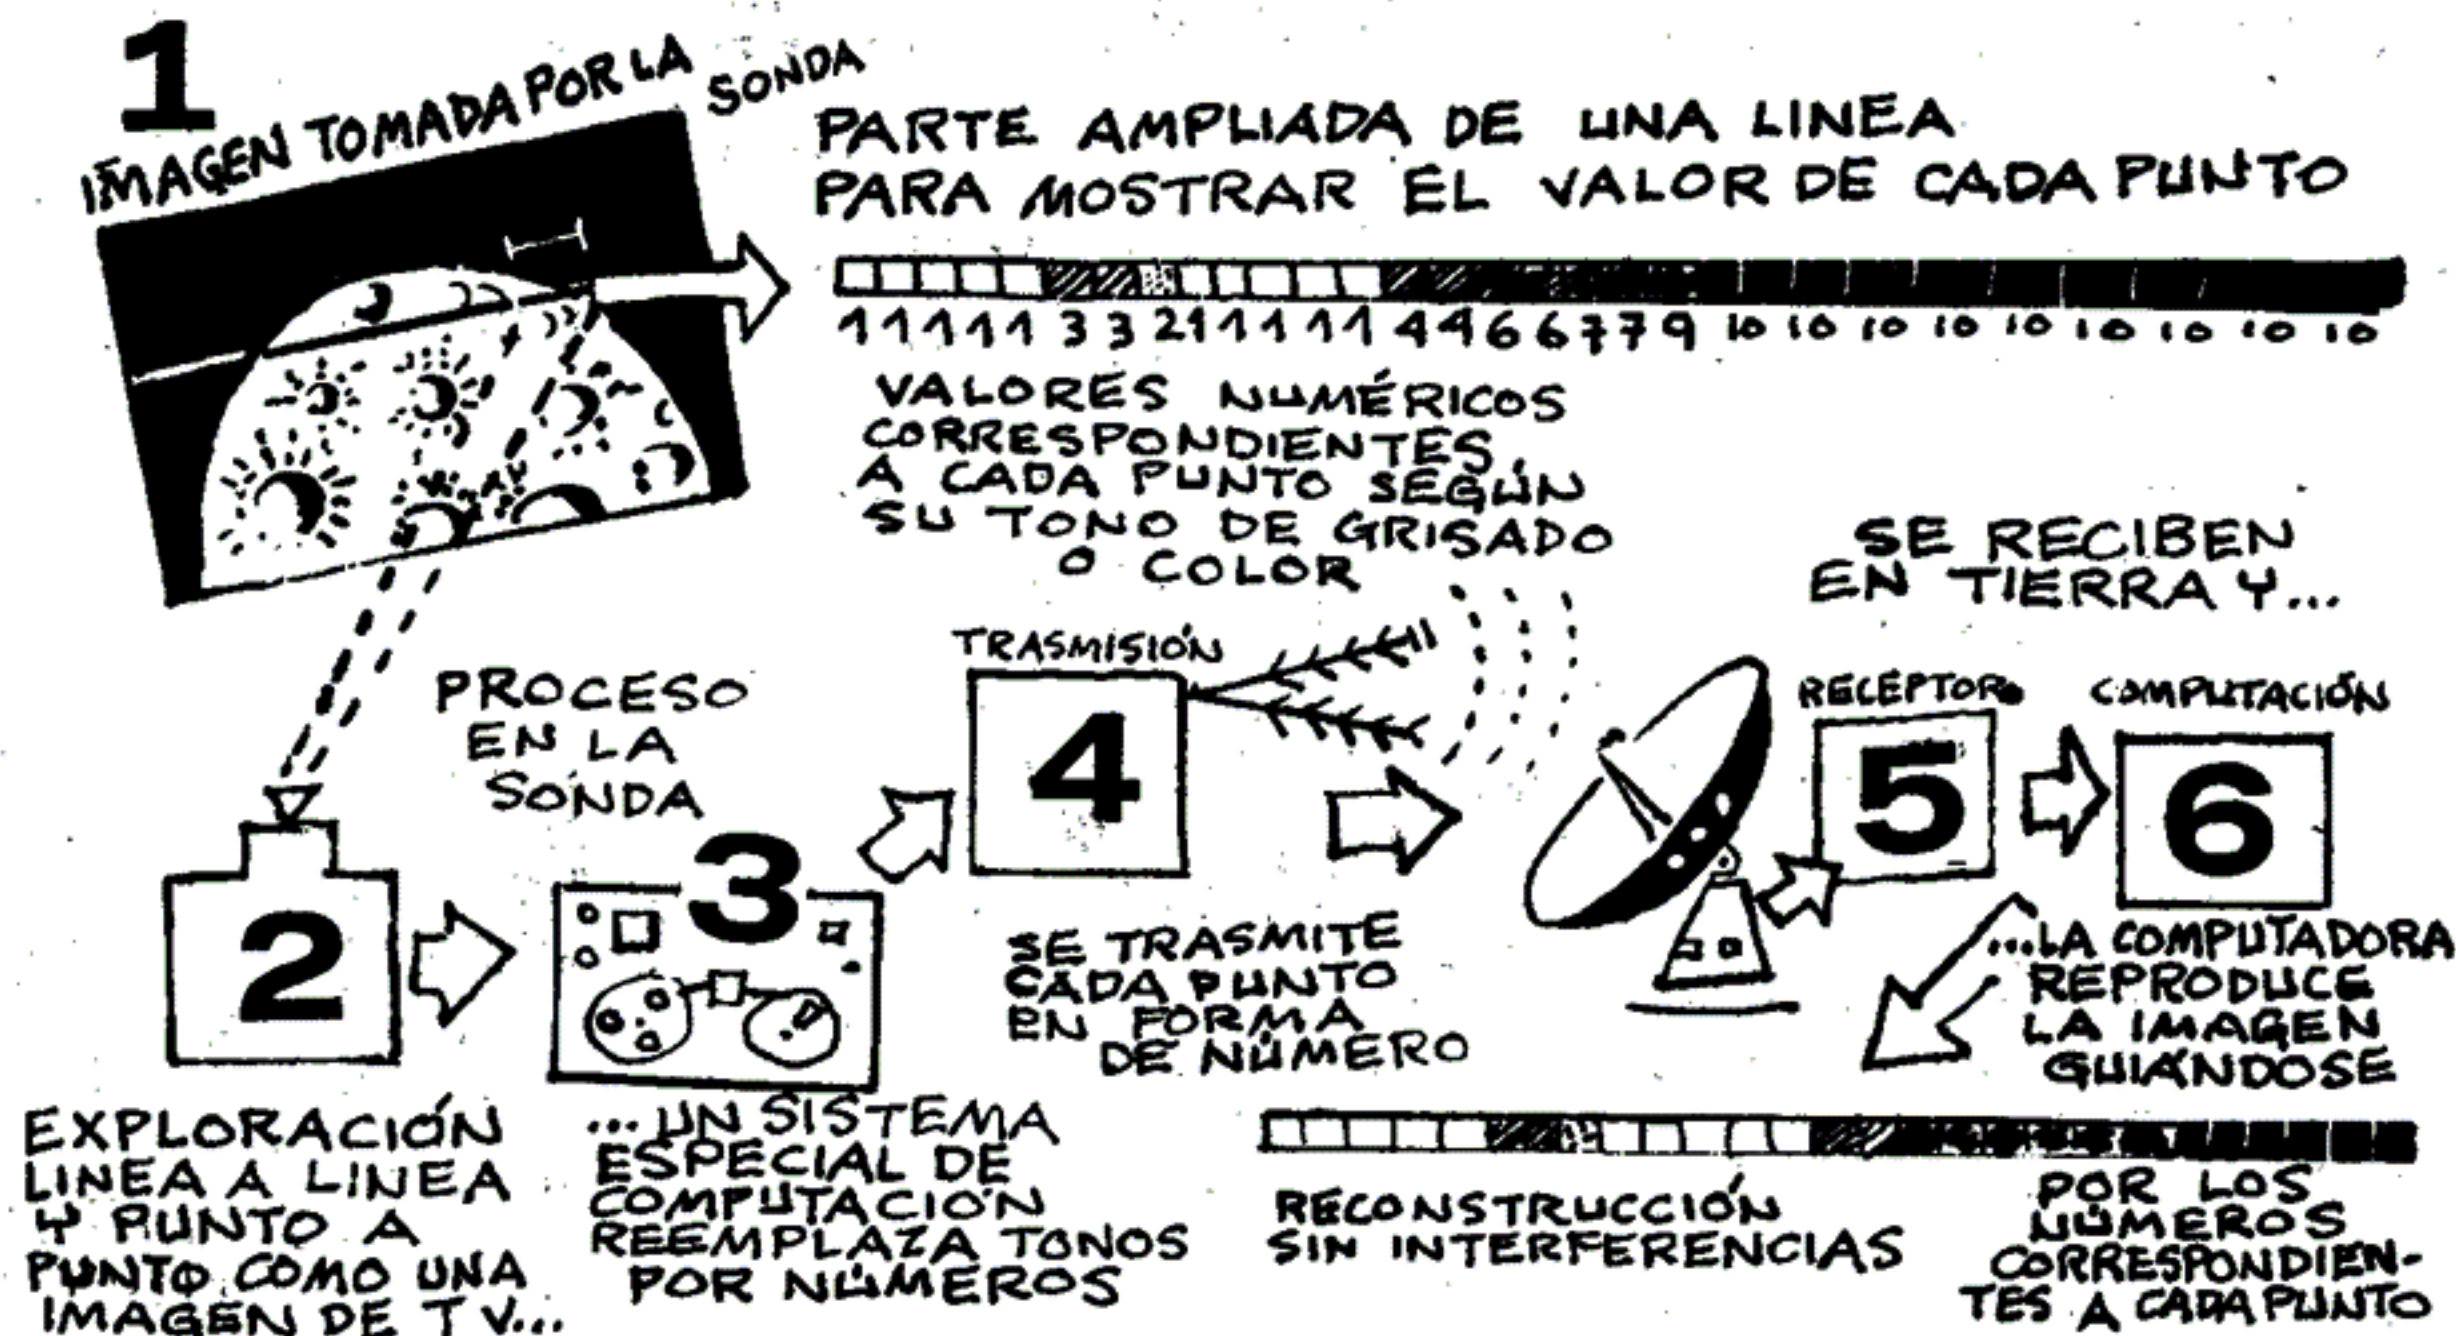 1
IMAGEN TOMADA POR LA SONDA
PARTE AMPLIADA DE UNA LINEA
PARA MOSTRAR EL VALOR DE CADA PUNTO
1 1 1 1 1 3 3 2 1 1 1 1 1 4 4 6 6 7 7 9 10 10 10 10 10 10 10 10 10
VALORES NUMÉRICOS
CORRESPONDIENTES
A CADA PUNTO SEGÚN
SU TONO DE GRISADO
O COLOR
PROCESO
EN LA
SONDA
2
EXPLORACIÓN
LINEA A LINEA
Y PUNTO A
PUNTO COMO UNA
IMAGEN DE TV...
3
...UN SISTEMA
ESPECIAL DE
COMPUTACIÓN
REEMPLAZA TONOS
POR NÚMEROS
TRASMISIÓN
4
SE TRASMITE
CADA PUNTO
EN FORMA
DE NÚMERO
SE RECIBEN
EN TIERRA Y...
RECEPTOR
5
COMPUTACIÓN
6
...LA COMPUTADORA
REPRODUCE
LA IMAGEN
GUIÁNDOSE
POR LOS
NÚMEROS
CORRESPONDIEN-
TES A CADA PUNTO
RECONSTRUCCIÓN
SIN INTERFERENCIAS